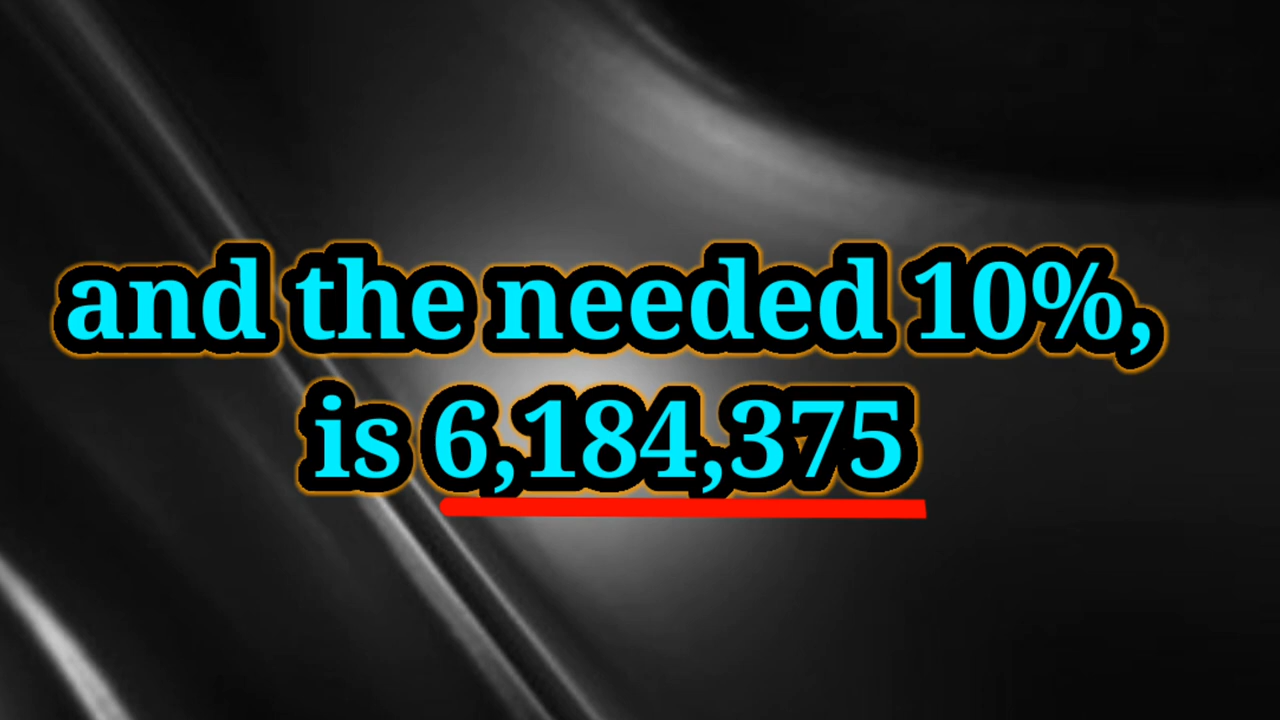 and the needed 10%,
is 6,184,375